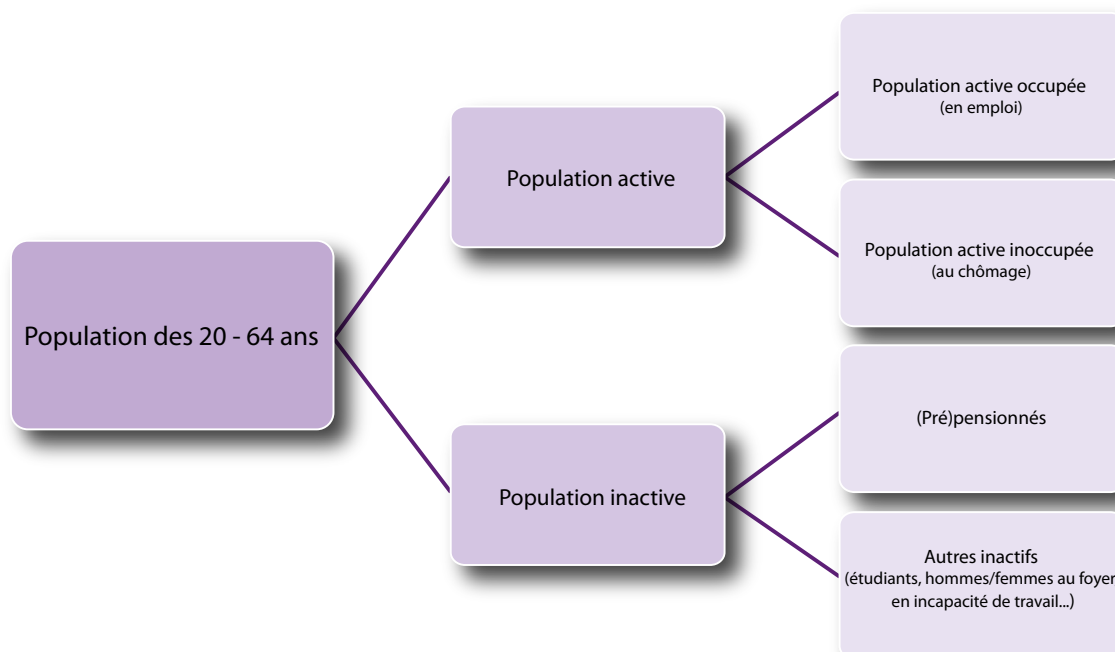 Population des 20 - 64 ans
Population active
Population active occupée
(en emploi)
Population active inoccupée
(au chômage)
Population inactive
(Pré)pensionnés
Autres inactifs
(étudiants, hommes/femmes au foyer
en incapacité de travail...)